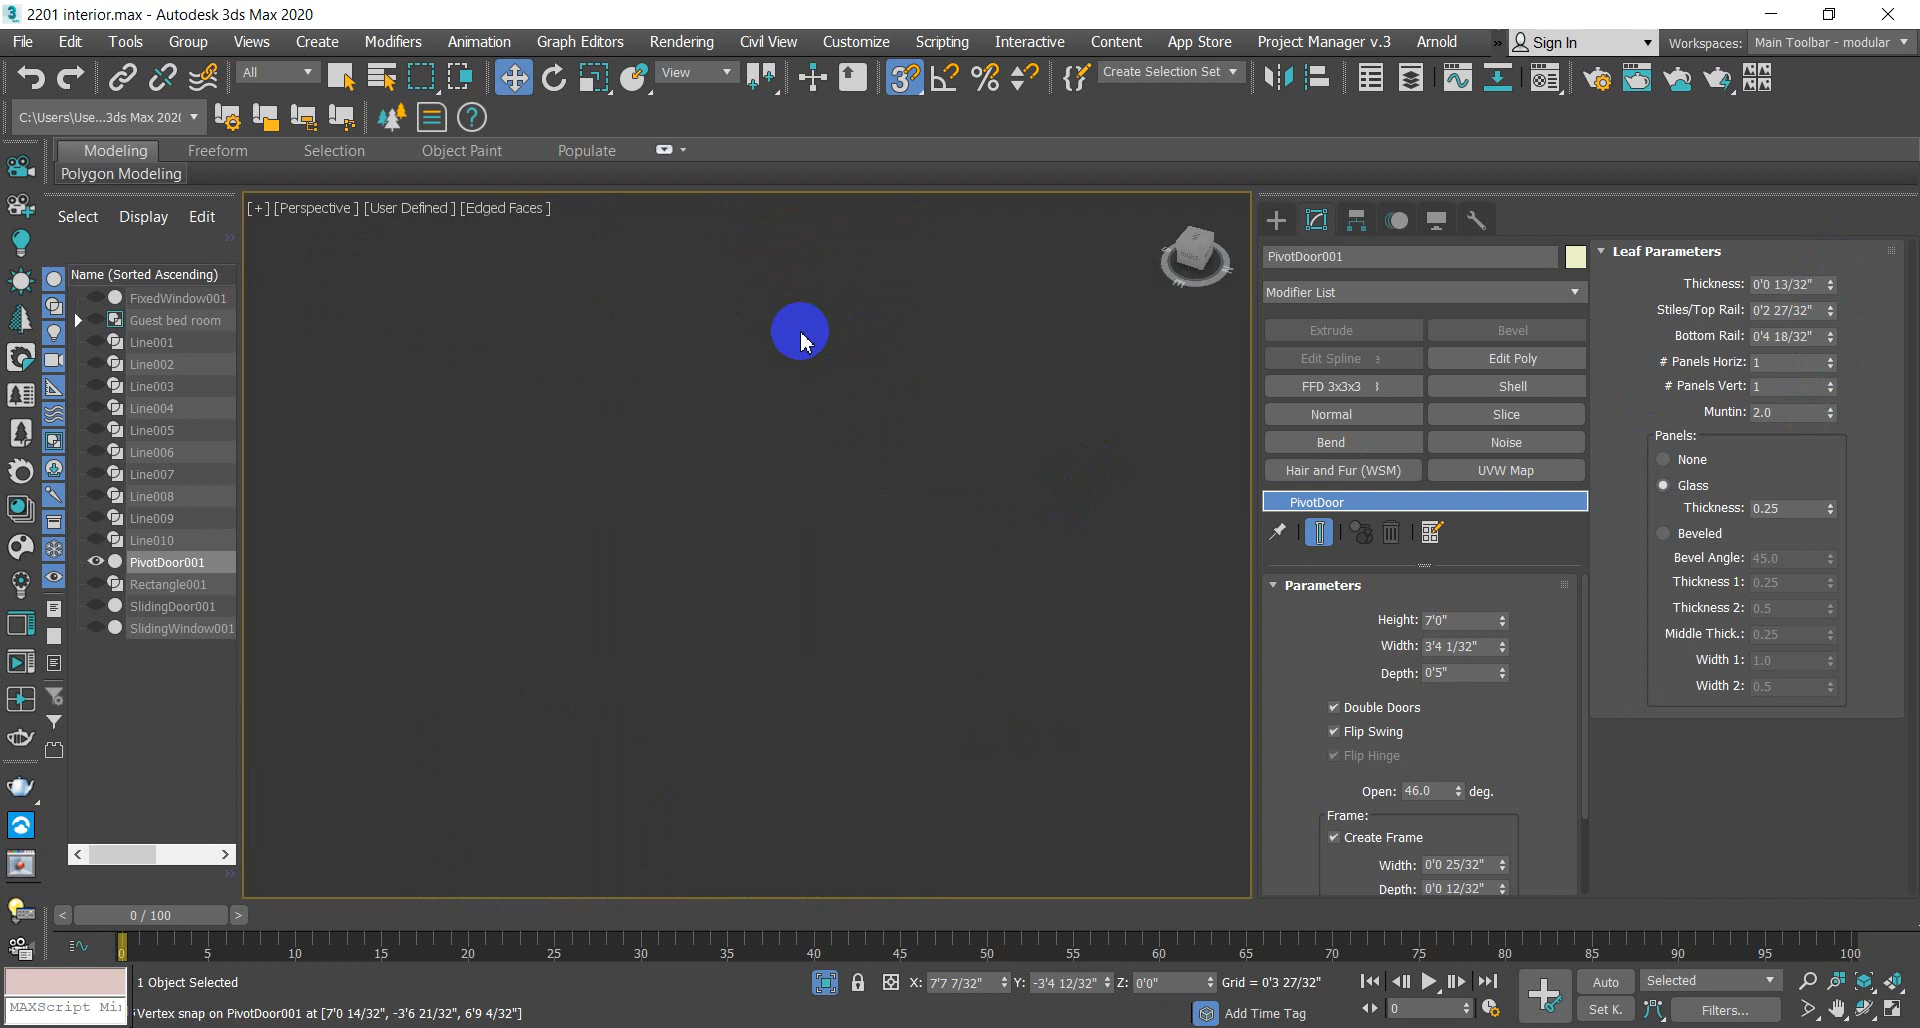 2201 interior.max - Autodesk 3ds Max 2020
File Edit Tools Group Views Create Modifiers Animation Graph Editors Rendering Civil View Customize Scripting Interactive Content App Store Project Manager v.3 Arnold » Sign In Workspaces: Main Toolbar - modular
All View Create Selection Set
C:\Users\Use...3ds Max 202(
Modeling Freeform Selection Object Paint Populate
Polygon Modeling
Select Display Edit
[+] [Perspective] [User Defined] [Edged Faces]
Name (Sorted Ascending)
FixedWindow001
Guest bed room
Line001
Line002
Line003
Line004
Line005
Line006
Line007
Line008
Line009
Line010
PivotDoor001
Rectangle001
SlidingDoor001
SlidingWindow001
PivotDoor001
Modifier List
Extrude Bevel
Edit Spline Edit Poly
FFD 3x3x3 Shell
Normal Slice
Bend Noise
Hair and Fur (WSM) UVW Map
PivotDoor
Parameters
Height: 7'0"
Width: 3'4 1/32"
Depth: 0'5"
Double Doors
Flip Swing
Flip Hinge
Open: 46.0 deg.
Frame:
Create Frame
Width: 0'0 25/32"
Depth: 0'0 12/32"
Leaf Parameters
Thickness: 0'0 13/32"
Stiles/Top Rail: 0'2 27/32"
Bottom Rail: 0'4 18/32"
# Panels Horiz: 1
# Panels Vert: 1
Muntin: 2.0
Panels:
None
Glass
Thickness: 0.25
Beveled
Bevel Angle: 45.0
Thickness 1: 0.25
Thickness 2: 0.5
Middle Thick.: 0.25
Width 1: 1.0
Width 2: 0.5
< 0 / 100 >
0 5 10 15 20 25 30 35 40 45 50 55 60 65 70 75 80 85 90 95 100
1 Object Selected X: 7'7 7/32" Y: -3'4 12/32" Z: 0'0" Grid = 0'3 27/32" Auto Selected
MAXScript Mi Vertex snap on PivotDoor001 at [7'0 14/32", -3'6 21/32", 6'9 4/32"] Add Time Tag 0 Set K. Filters...